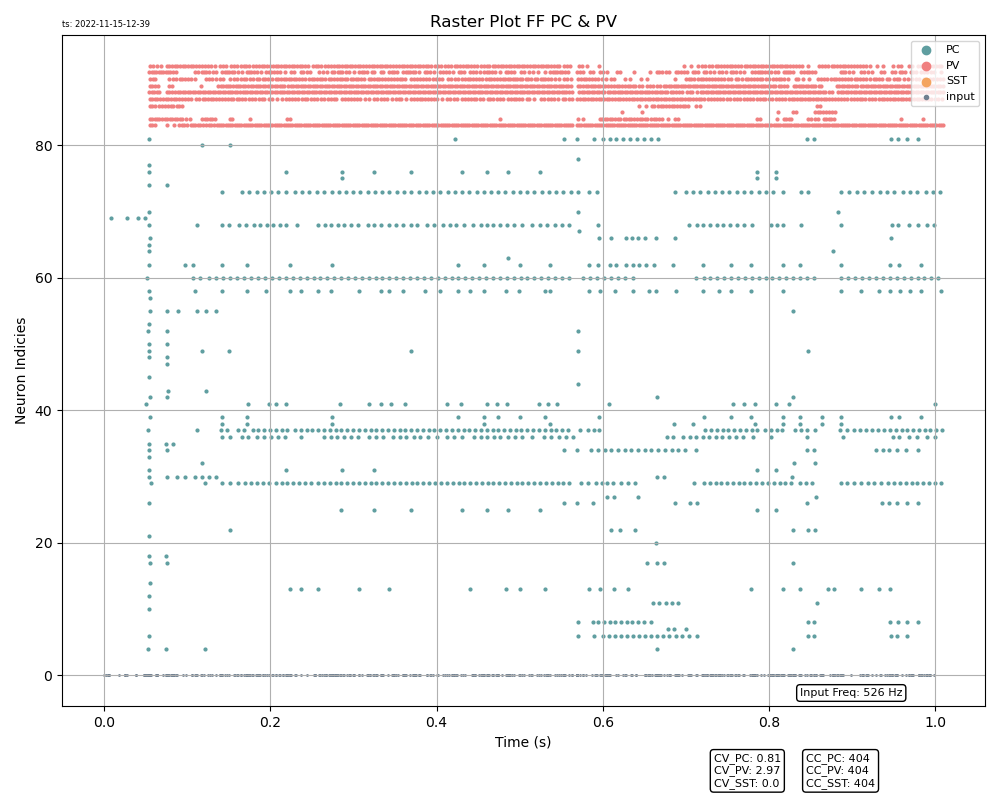 ts: 2022-11-15-12-39
Raster Plot FF PC & PV
PC
PV
SST
input
Neuron Indicies
80
60
40
20
0
0.0
0.2
0.4
0.6
0.8
1.0
Time (s)
Input Freq: 526 Hz
CV_PC: 0.81
CV_PV: 2.97
CV_SST: 0.0
CC_PC: 404
CC_PV: 404
CC_SST: 404